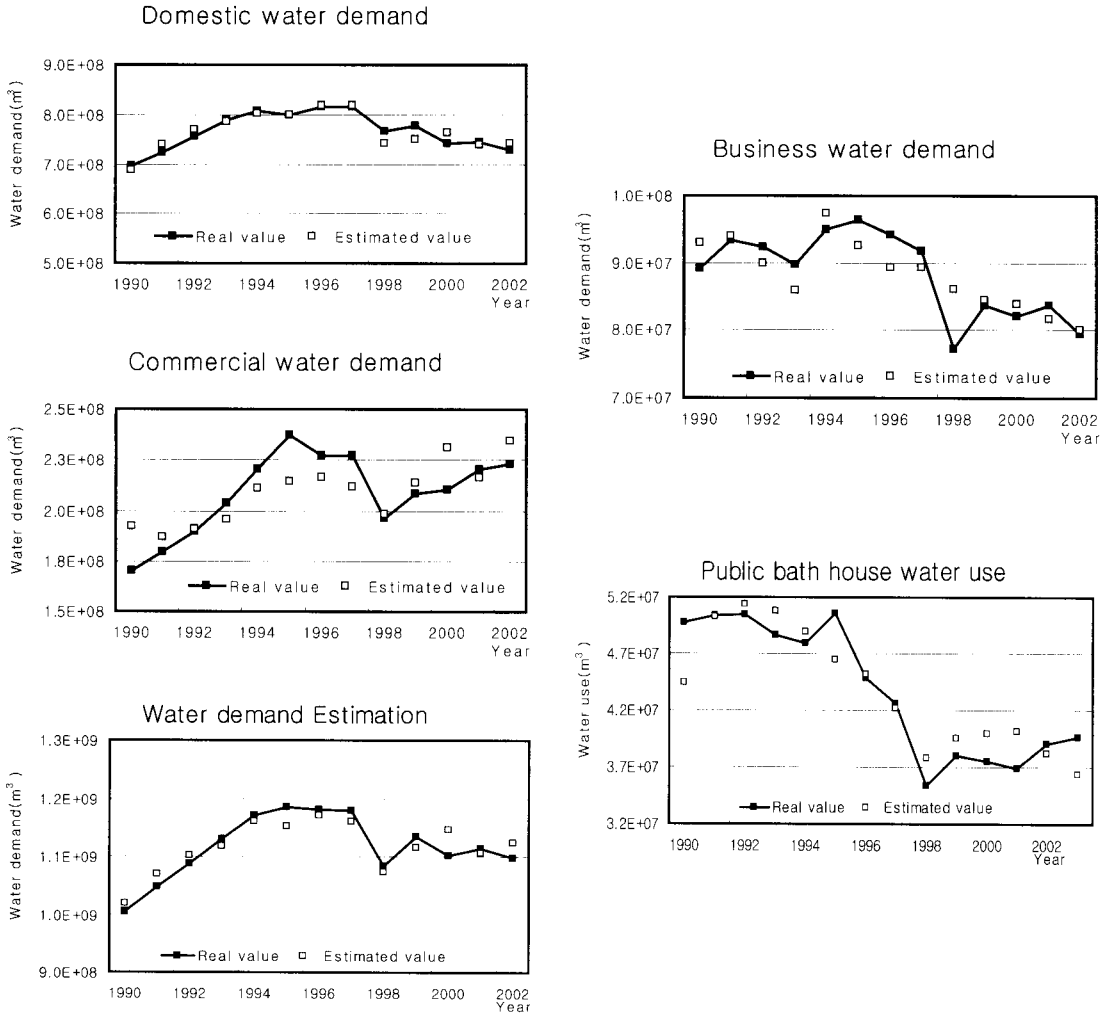 Domestic water demand
Water demand(m³)
9.0E+08
8.0E+08
7.0E+08
6.0E+08
5.0E+08
Real value Estimated value
1990 1992 1994 1996 1998 2000 2002
Year
Commercial water demand
Water demand(m³)
2.5E+08
2.3E+08
2.0E+08
1.8E+08
1.5E+08
Real value Estimated value
1990 1992 1994 1996 1998 2000 2002
Year
Water demand Estimation
Water demand(m³)
1.3E+09
1.2E+09
1.1E+09
1.0E+09
9.0E+08
Real value Estimated value
1990 1992 1994 1996 1998 2000 2002
Year
Business water demand
Water demand(m³)
1.0E+08
9.0E+07
8.0E+07
7.0E+07
Real value Estimated value
1990 1992 1994 1996 1998 2000 2002
Year
Public bath house water use
Water use(m³)
5.2E+07
4.7E+07
4.2E+07
3.7E+07
3.2E+07
Real value Estimated value
1990 1992 1994 1996 1998 2000 2002
Year